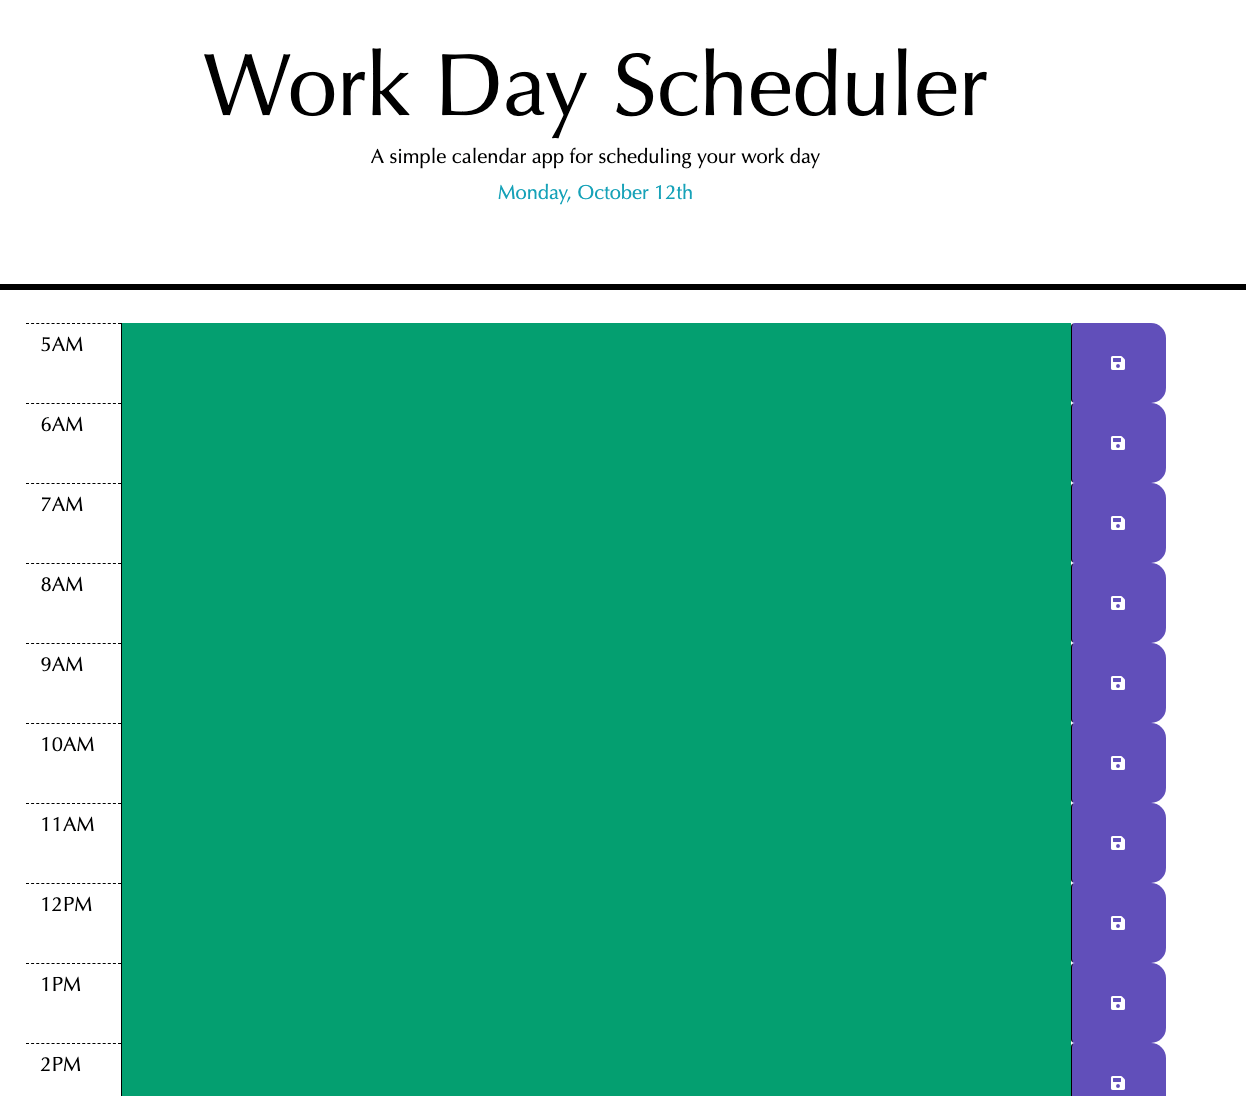 Work Day Scheduler
A simple calendar app for scheduling your work day
Monday, October 12th
5AM
6AM
7AM
8AM
9AM
10AM
11AM
12PM
1PM
2PM